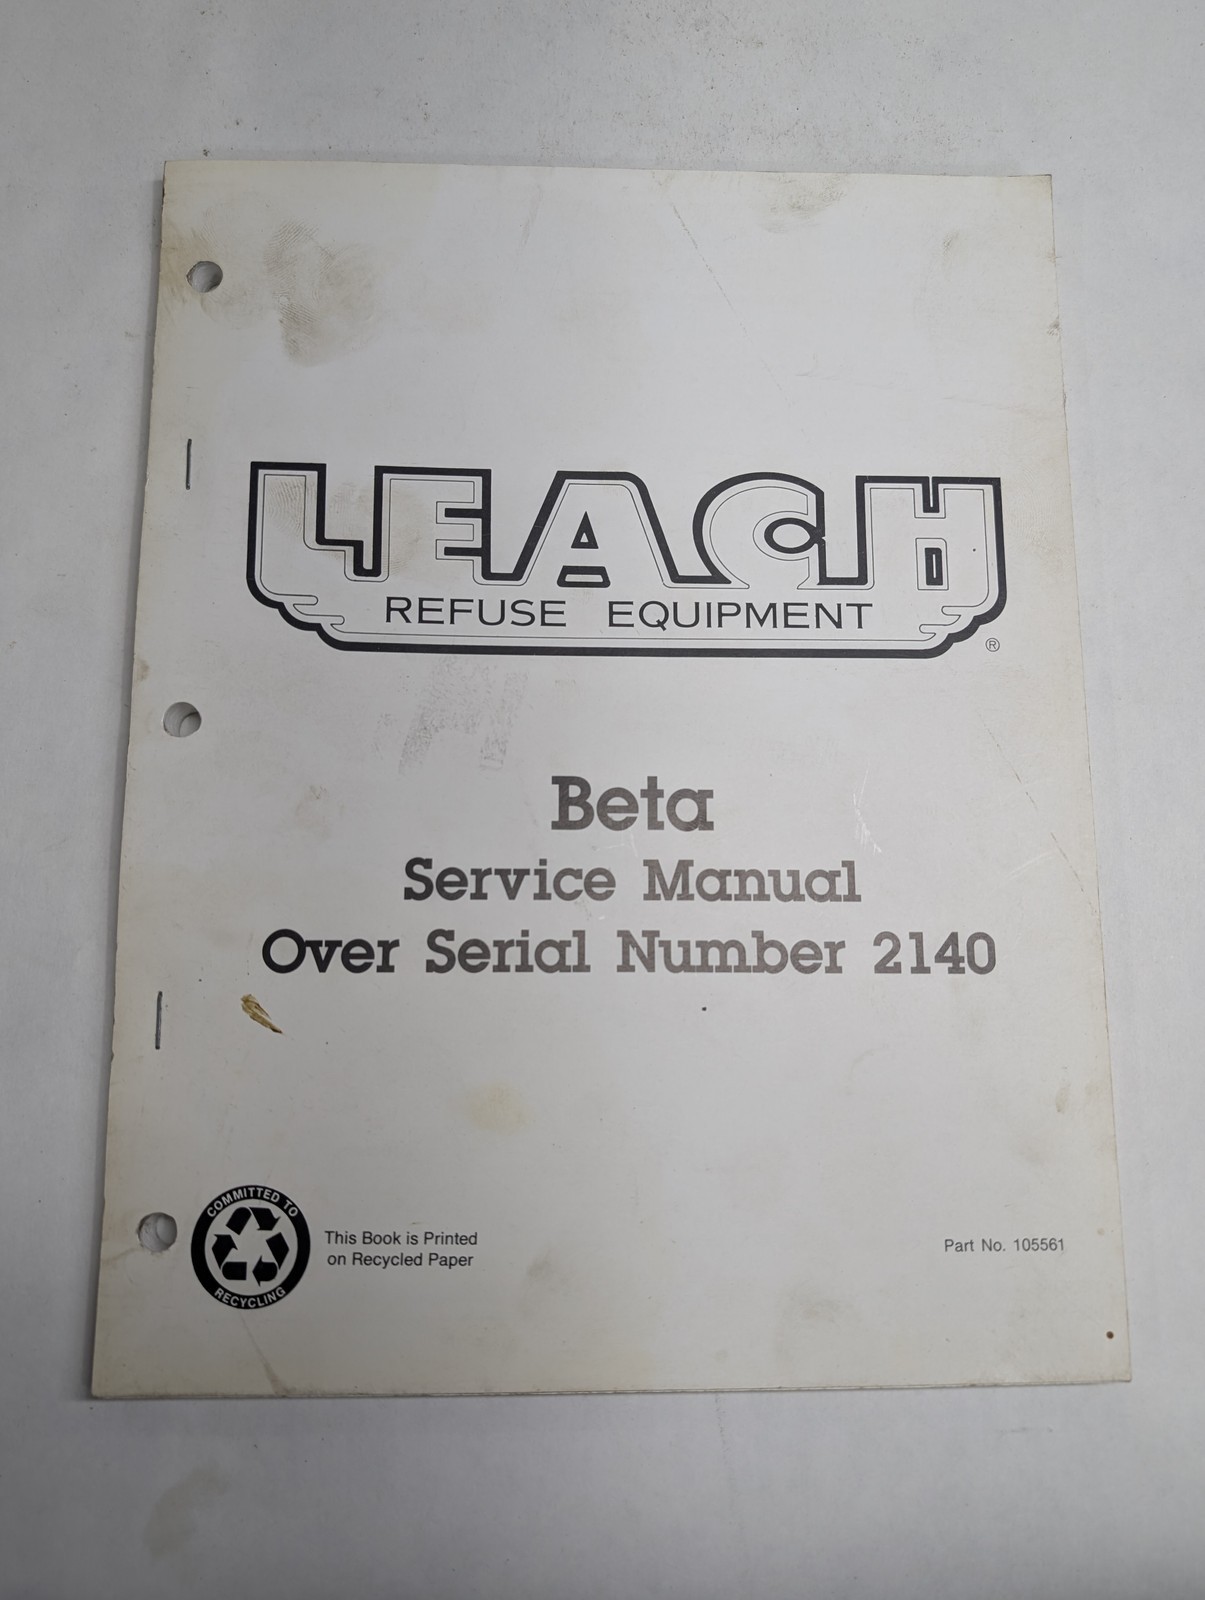 LEACH
REFUSE EQUIPMENT
®
Beta
Service Manual
Over Serial Number 2140
COMMITTED TO
RECYCLING
This Book is Printed
on Recycled Paper
Part No. 105561